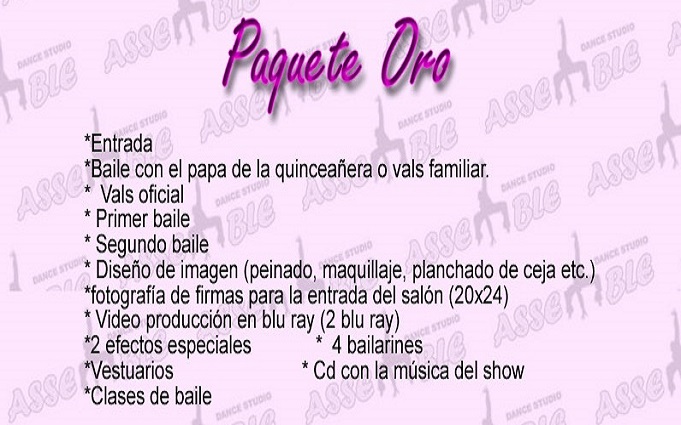 Paquete Oro
*Entrada
*Baile con el papa de la quinceañera o vals familiar.
* Vals oficial
* Primer baile
* Segundo baile
* Diseño de imagen (peinado, maquillaje, planchado de ceja etc.)
*fotografía de firmas para la entrada del salón (20x24)
* Video producción en blu ray (2 blu ray)
*2 efectos especiales * 4 bailarines
*Vestuarios * Cd con la música del show
*Clases de baile
ASSEMBLE DANCE STUDIO